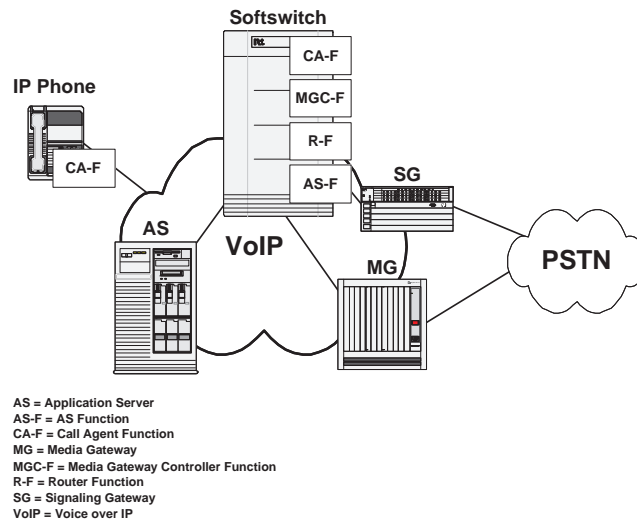 Softswitch
CA-F
MGC-F
R-F
AS-F
IP Phone
CA-F
SG
AS
VoIP
MG
PSTN
AS = Application Server
AS-F = AS Function
CA-F = Call Agent Function
MG = Media Gateway
MGC-F = Media Gateway Controller Function
R-F = Router Function
SG = Signaling Gateway
VoIP = Voice over IP